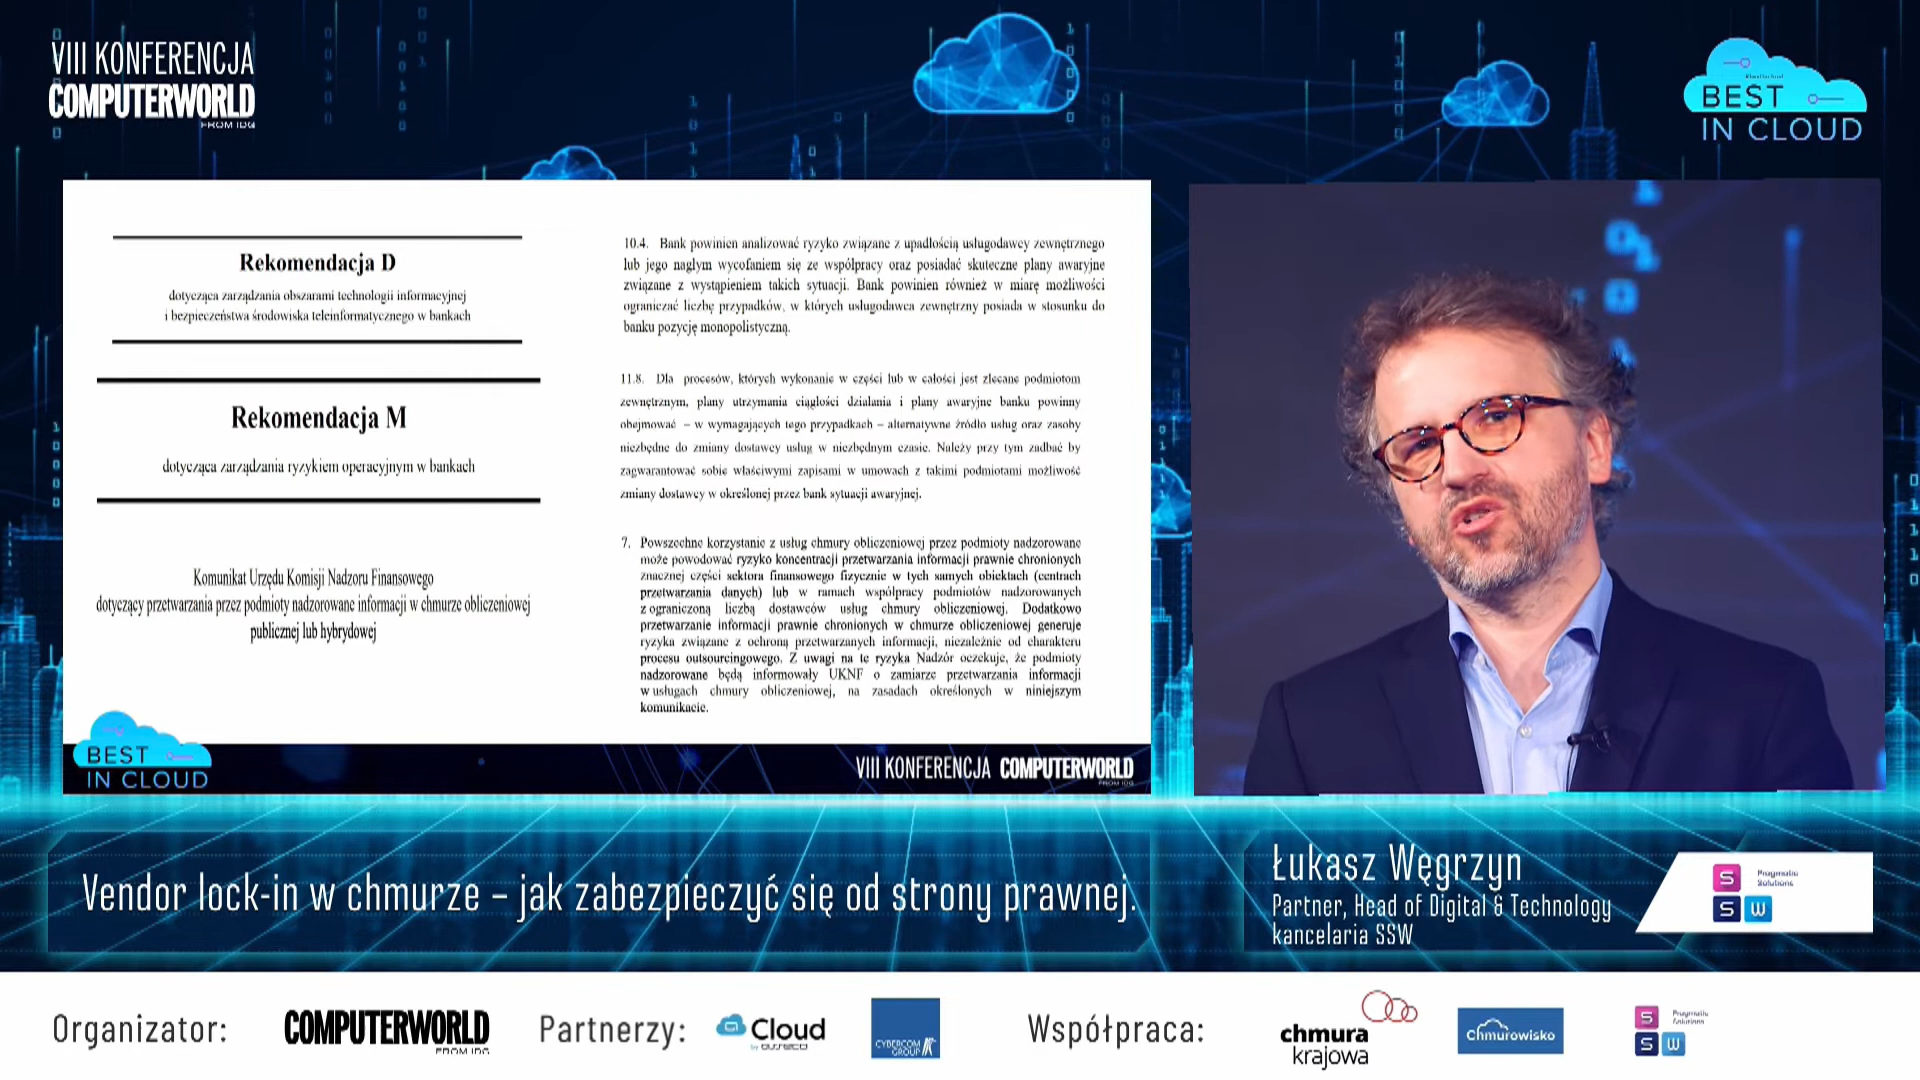 VIII KONFERENCJA
COMPUTERWORLD
FROM IDG
BEST
IN CLOUD
Rekomendacja D
dotycząca zarządzania obszarami technologii informacyjnej
i bezpieczeństwa środowiska teleinformatycznego w bankach
Rekomendacja M
dotycząca zarządzania ryzykiem operacyjnym w bankach
Komunikat Urzędu Komisji Nadzoru Finansowego
dotyczący przetwarzania przez podmioty nadzorowane informacji w chmurze obliczeniowej
publicznej lub hybrydowej
10.4. Bank powinien analizować ryzyko związane z upadłością usługodawcy zewnętrznego
lub jego nagłym wycofaniem się ze współpracy oraz posiadać skuteczne plany awaryjne
związane z wystąpieniem takich sytuacji. Bank powinien również w miarę możliwości
ograniczać liczbę przypadków, w których usługodawca zewnętrzny posiada w stosunku do
banku pozycję monopolistyczną.
11.8. Dla procesów, których wykonanie w części lub w całości jest zlecane podmiotom
zewnętrznym, plany utrzymania ciągłości działania i plany awaryjne banku powinny
obejmować – w wymagających tego przypadkach – alternatywne źródło usług oraz zasoby
niezbędne do zmiany dostawcy usług w niezbędnym czasie. Należy przy tym zadbać by
zagwarantować sobie właściwymi zapisami w umowach z takimi podmiotami możliwość
zmiany dostawcy w określonej przez bank sytuacji awaryjnej.
7. Powszechne korzystanie z usług chmury obliczeniowej przez podmioty nadzorowane
może powodować ryzyko koncentracji przetwarzania informacji prawnie chronionych
znacznej części sektora finansowego fizycznie w tych samych obiektach (centrach
przetwarzania danych) lub w ramach współpracy podmiotów nadzorowanych
z ograniczoną liczbą dostawców usług chmury obliczeniowej. Dodatkowo
przetwarzanie informacji prawnie chronionych w chmurze obliczeniowej generuje
ryzyka związane z ochroną przetwarzanych informacji, niezależnie od charakteru
procesu outsourcingowego. Z uwagi na te ryzyka Nadzór oczekuje, że podmioty
nadzorowane będą informowały UKNF o zamiarze przetwarzania informacji
w usługach chmury obliczeniowej, na zasadach określonych w niniejszym
komunikacie.
BEST
IN CLOUD
VIII KONFERENCJA COMPUTERWORLD
FROM IDG
Vendor lock-in w chmurze – jak zabezpieczyć się od strony prawnej.
Łukasz Węgrzyn
Partner, Head of Digital & Technology
kancelaria SSW
S Pragmatic
Solutions
S W
Organizator: COMPUTERWORLD
FROM IDG
Partnerzy: Cloud
by asseco
CYBERCOM
GROUP
Współpraca: chmura
krajowa
Chmurowisko
S Pragmatic
Solutions
S W